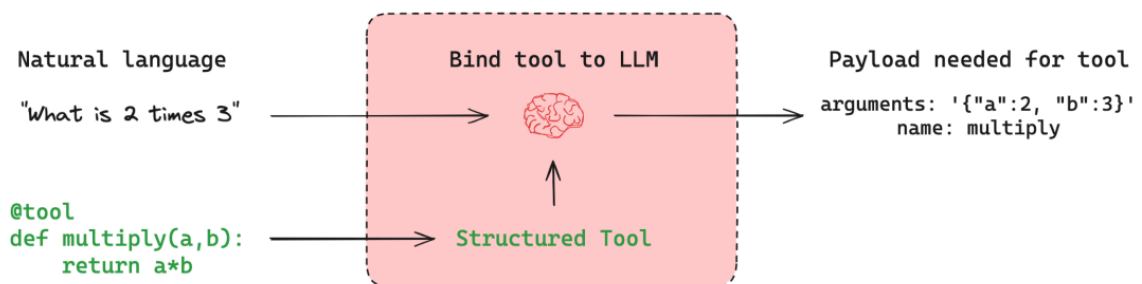 Natural language
"What is 2 times 3"
@tool
def multiply(a,b):
    return a*b
Bind tool to LLM
Structured Tool
Payload needed for tool
arguments: '{"a":2, "b":3}'
name: multiply